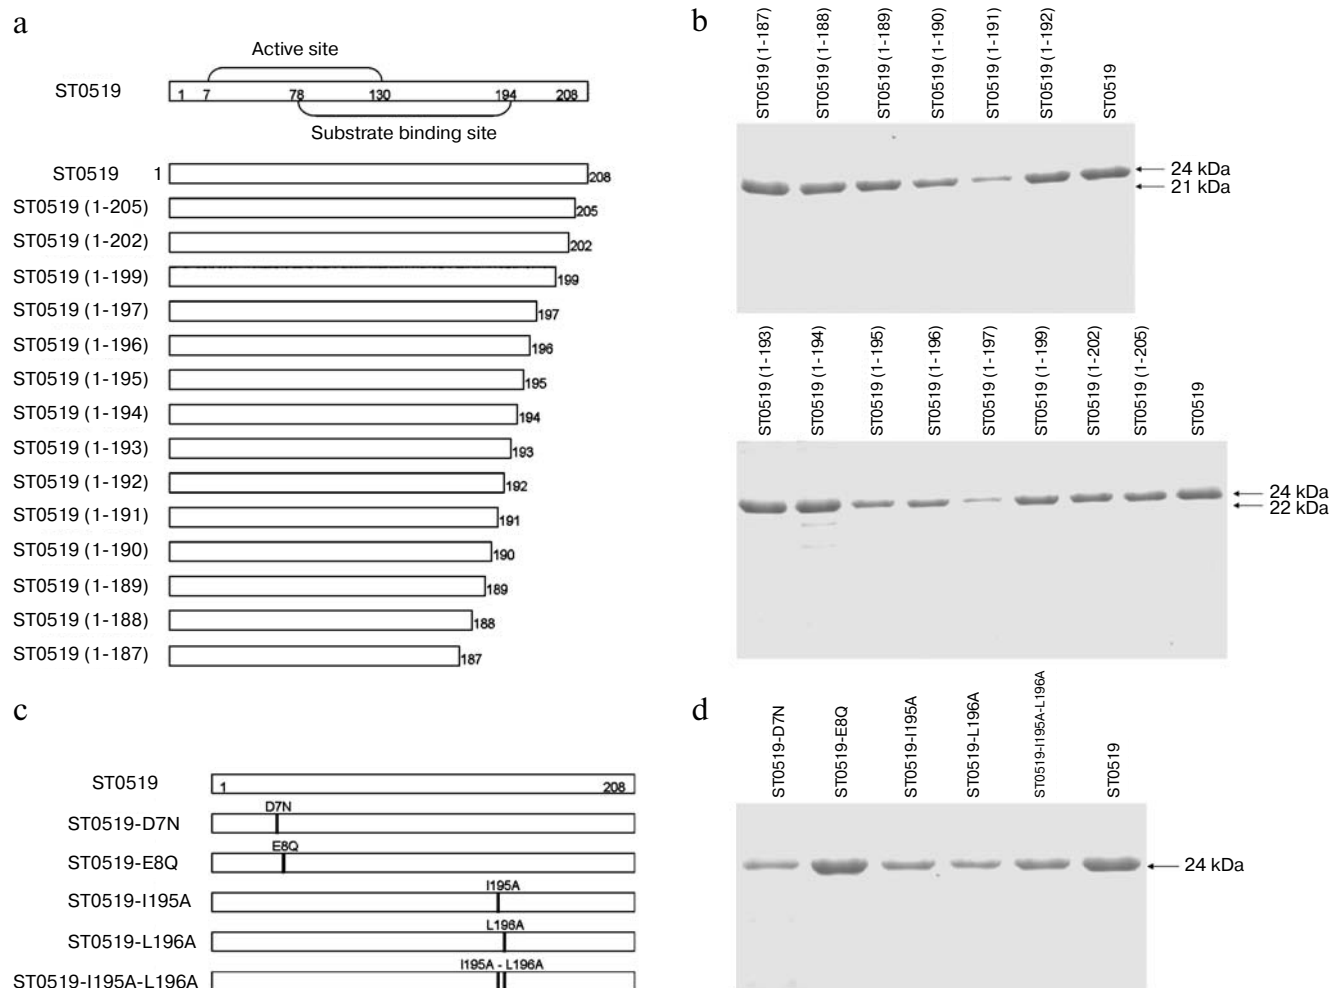 a
Active site
ST0519
1 7 78 130 194 208
Substrate binding site
ST0519 1 208
ST0519 (1-205) 205
ST0519 (1-202) 202
ST0519 (1-199) 199
ST0519 (1-197) 197
ST0519 (1-196) 196
ST0519 (1-195) 195
ST0519 (1-194) 194
ST0519 (1-193) 193
ST0519 (1-192) 192
ST0519 (1-191) 191
ST0519 (1-190) 190
ST0519 (1-189) 189
ST0519 (1-188) 188
ST0519 (1-187) 187
b
ST0519 (1-187)
ST0519 (1-188)
ST0519 (1-189)
ST0519 (1-190)
ST0519 (1-191)
ST0519 (1-192)
ST0519
24 kDa
21 kDa
ST0519 (1-193)
ST0519 (1-194)
ST0519 (1-195)
ST0519 (1-196)
ST0519 (1-197)
ST0519 (1-199)
ST0519 (1-202)
ST0519 (1-205)
ST0519
24 kDa
22 kDa
c
ST0519 1 208
D7N
ST0519-D7N
E8Q
ST0519-E8Q
I195A
ST0519-I195A
L196A
ST0519-L196A
I195A - L196A
ST0519-I195A-L196A
d
ST0519-D7N
ST0519-E8Q
ST0519-I195A
ST0519-L196A
ST0519-I195A-L196A
ST0519
24 kDa